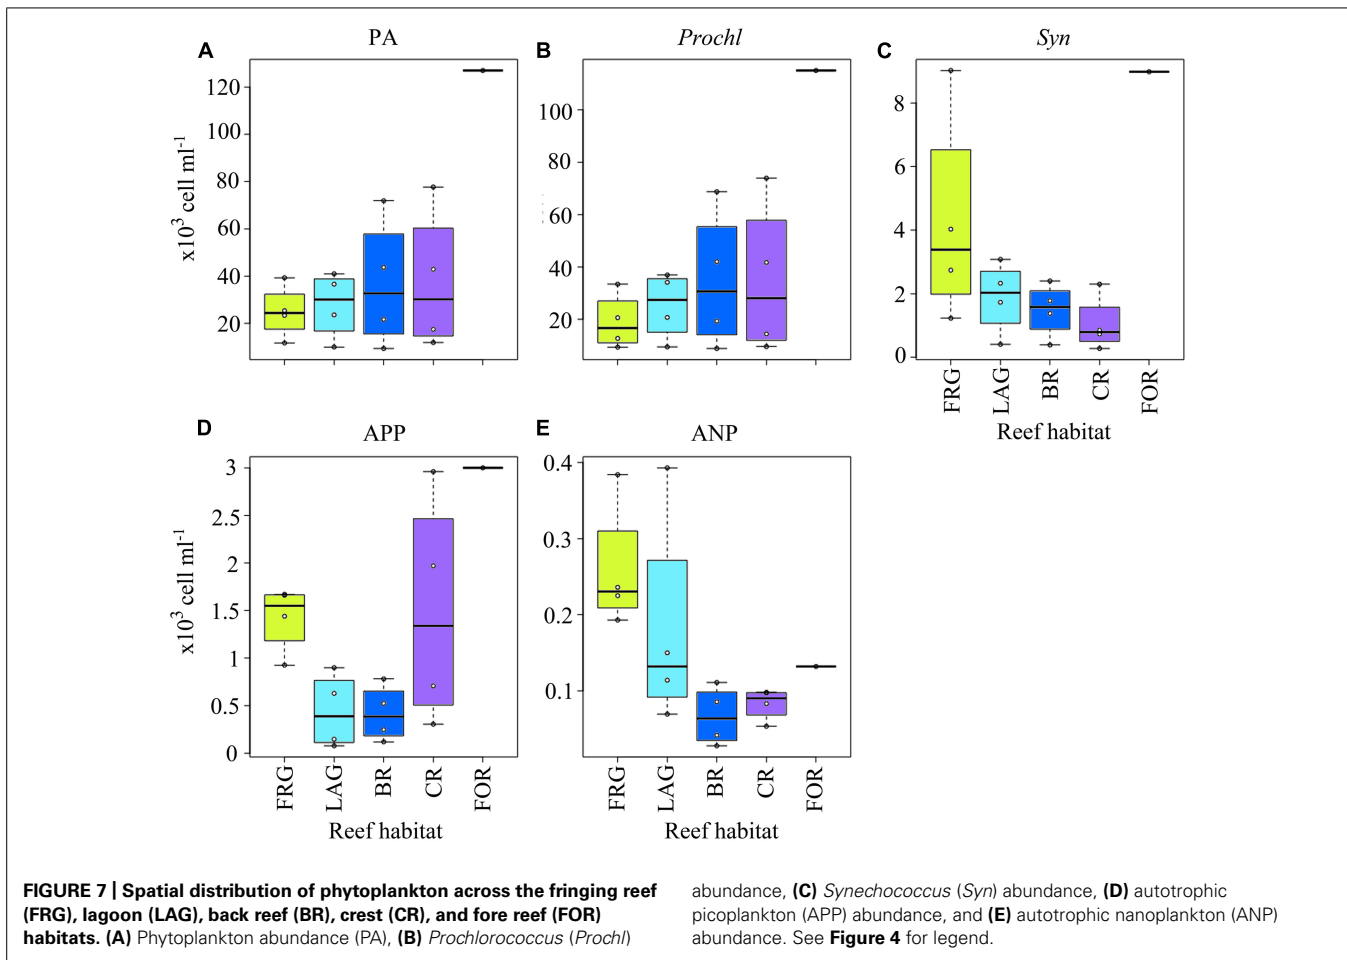 A
PA
x10³ cell ml⁻¹
120
100
80
60
40
20
B
Prochl
100
80
60
40
20
C
Syn
8
6
4
2
0
FRG
LAG
BR
CR
FOR
Reef habitat
D
APP
x10³ cell ml⁻¹
3
2.5
2
1.5
1
0.5
0
FRG
LAG
BR
CR
FOR
Reef habitat
E
ANP
0.4
0.3
0.2
0.1
FRG
LAG
BR
CR
FOR
Reef habitat
FIGURE 7 | Spatial distribution of phytoplankton across the fringing reef
(FRG), lagoon (LAG), back reef (BR), crest (CR), and fore reef (FOR)
habitats. (A) Phytoplankton abundance (PA), (B) Prochlorococcus (Prochl)
abundance, (C) Synechococcus (Syn) abundance, (D) autotrophic
picoplankton (APP) abundance, and (E) autotrophic nanoplankton (ANP)
abundance. See Figure 4 for legend.